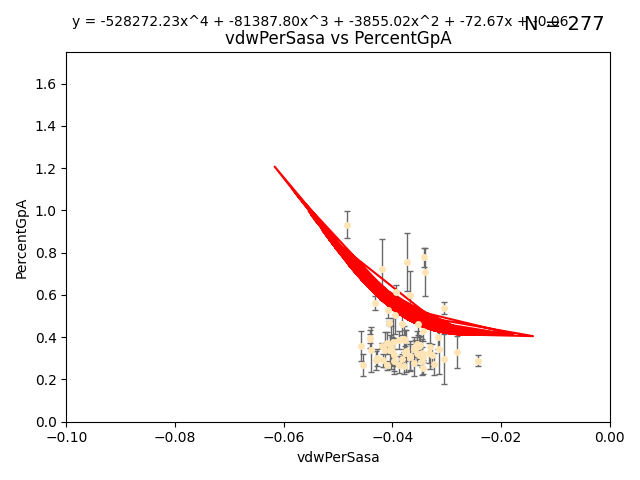 y = -528272.23x^4 + -81387.80x^3 + -3855.02x^2 + -72.67x +
N = 277
vdwPerSasa vs PercentGpA
1.6
1.4
1.2
1.0
0.8
0.6
0.4
0.2
0.0
PercentGpA
−0.10 −0.08 −0.06 −0.04 −0.02 0.00
vdwPerSasa